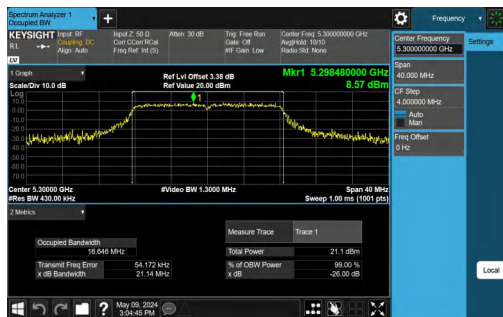 Spectrum Analyzer 1
Occupied BW
Frequency
KEYSIGHT
Input: RF
Input Z: 50 Ω
Atten: 30 dB
Trig: Free Run
Center Freq: 5.300000000 GHz
RL
Coupling: DC
Corr CCorr RCal
Gate: Off
Avg|Hold: 10/10
Align: Auto
Freq Ref: Int (S)
#IF Gain: Low
Radio Std: None
LV
Center Frequency
5.300000000 GHz
Settings
Span
40.000 MHz
CF Step
4.000000 MHz
Auto
Man
Freq Offset
0 Hz
1 Graph
Ref Lvl Offset 3.38 dB
Mkr1 5.298480000 GHz
Scale/Div 10.0 dB
Ref Value 20.00 dBm
8.57 dBm
Log
10.0
0.00
-10.0
-20.0
-30.0
-40.0
-50.0
-60.0
-70.0
1
Center 5.30000 GHz
#Video BW 1.3000 MHz
Span 40 MHz
#Res BW 430.00 kHz
Sweep 1.00 ms (1001 pts)
2 Metrics
Measure Trace
Trace 1
Occupied Bandwidth
16.646 MHz
Total Power
21.1 dBm
Transmit Freq Error
54.172 kHz
% of OBW Power
99.00 %
x dB Bandwidth
21.14 MHz
x dB
-26.00 dB
Local
May 09, 2024
3:04:45 PM